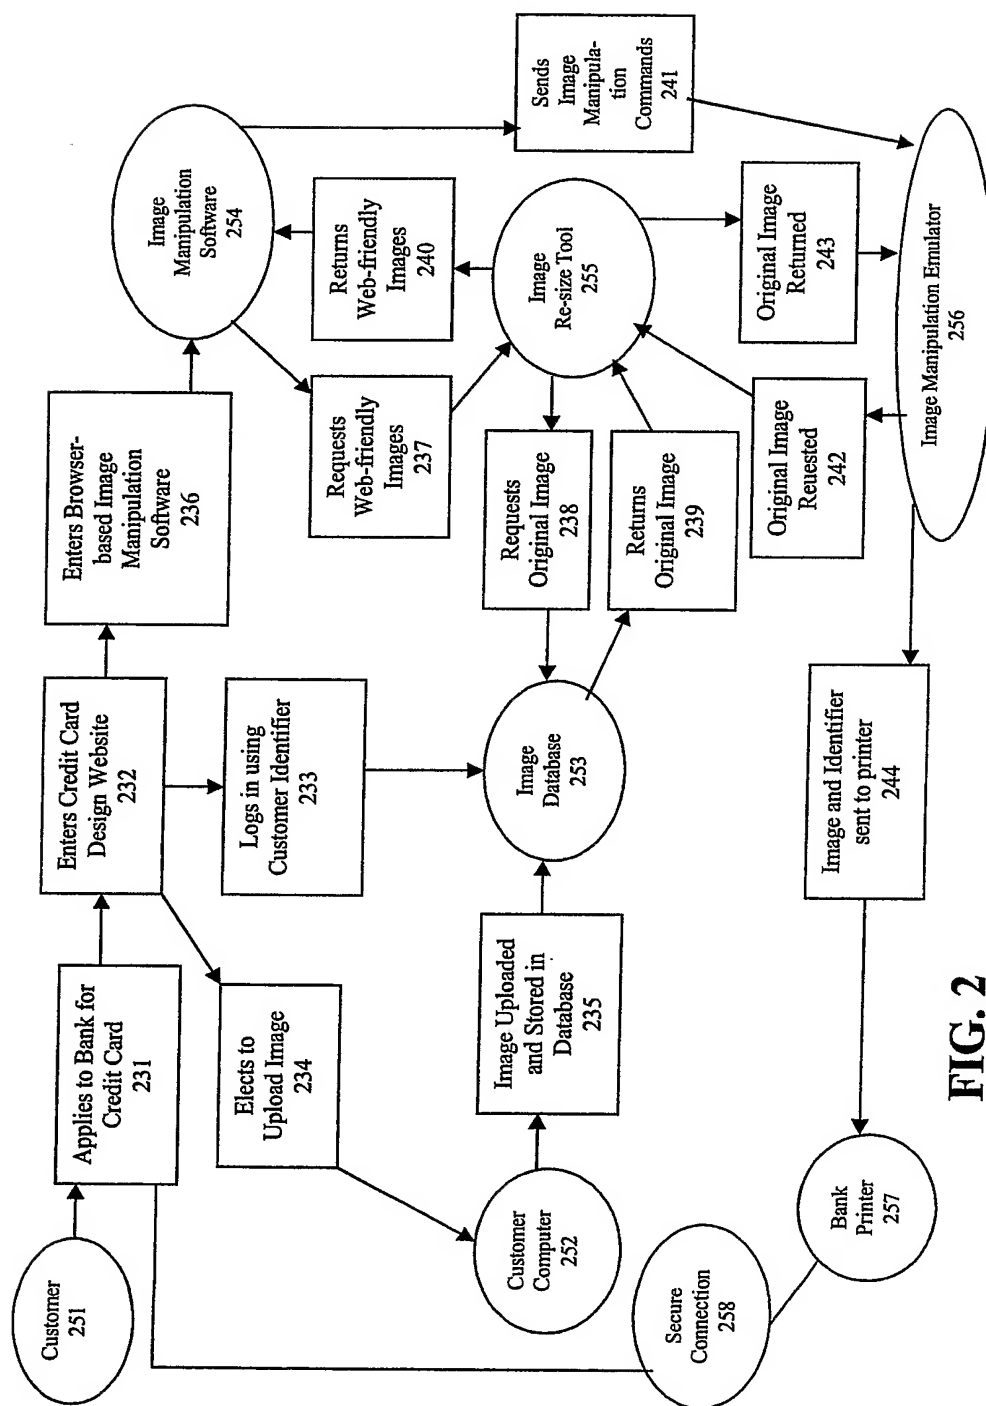 Customer
251
Applies to Bank for
Credit Card
231
Enters Credit Card
Design Website
232
Enters Browser-
based Image
Manipulation
Software
236
Image
Manipulation
Software
254
Elects to
Upload Image
234
Logs in using
Customer Identifier
233
Requests
Web-friendly
Images
237
Returns
Web-friendly
Images
240
Sends
Image
Manipula-
tion
Commands
241
Customer
Computer
252
Image Uploaded
and Stored in
Database
235
Image
Database
253
Requests
Original Image
238
Returns
Original Image
239
Image
Re-size Tool
255
Secure
Connection
258
Original Image
Reuested
242
Original Image
Returned
243
Bank
Printer
257
Image and Identifier
sent to printer
244
Image Manipulation Emulator
256
FIG. 2